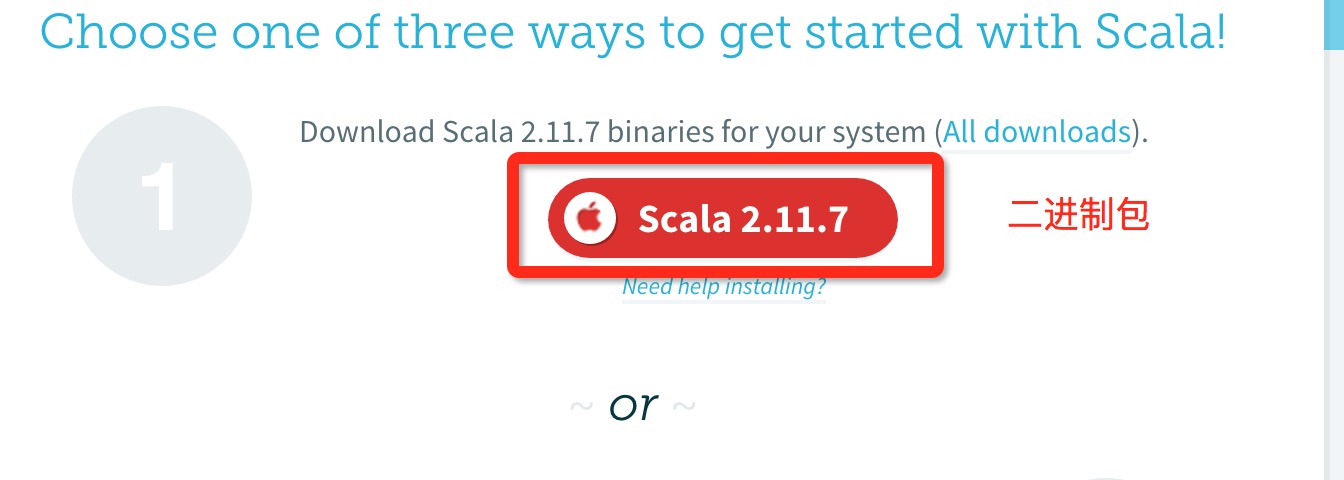 Choose one of three ways to get started with Scala!
1
Download Scala 2.11.7 binaries for your system (All downloads).
Scala 2.11.7
二进制包
Need help installing?
~ or ~